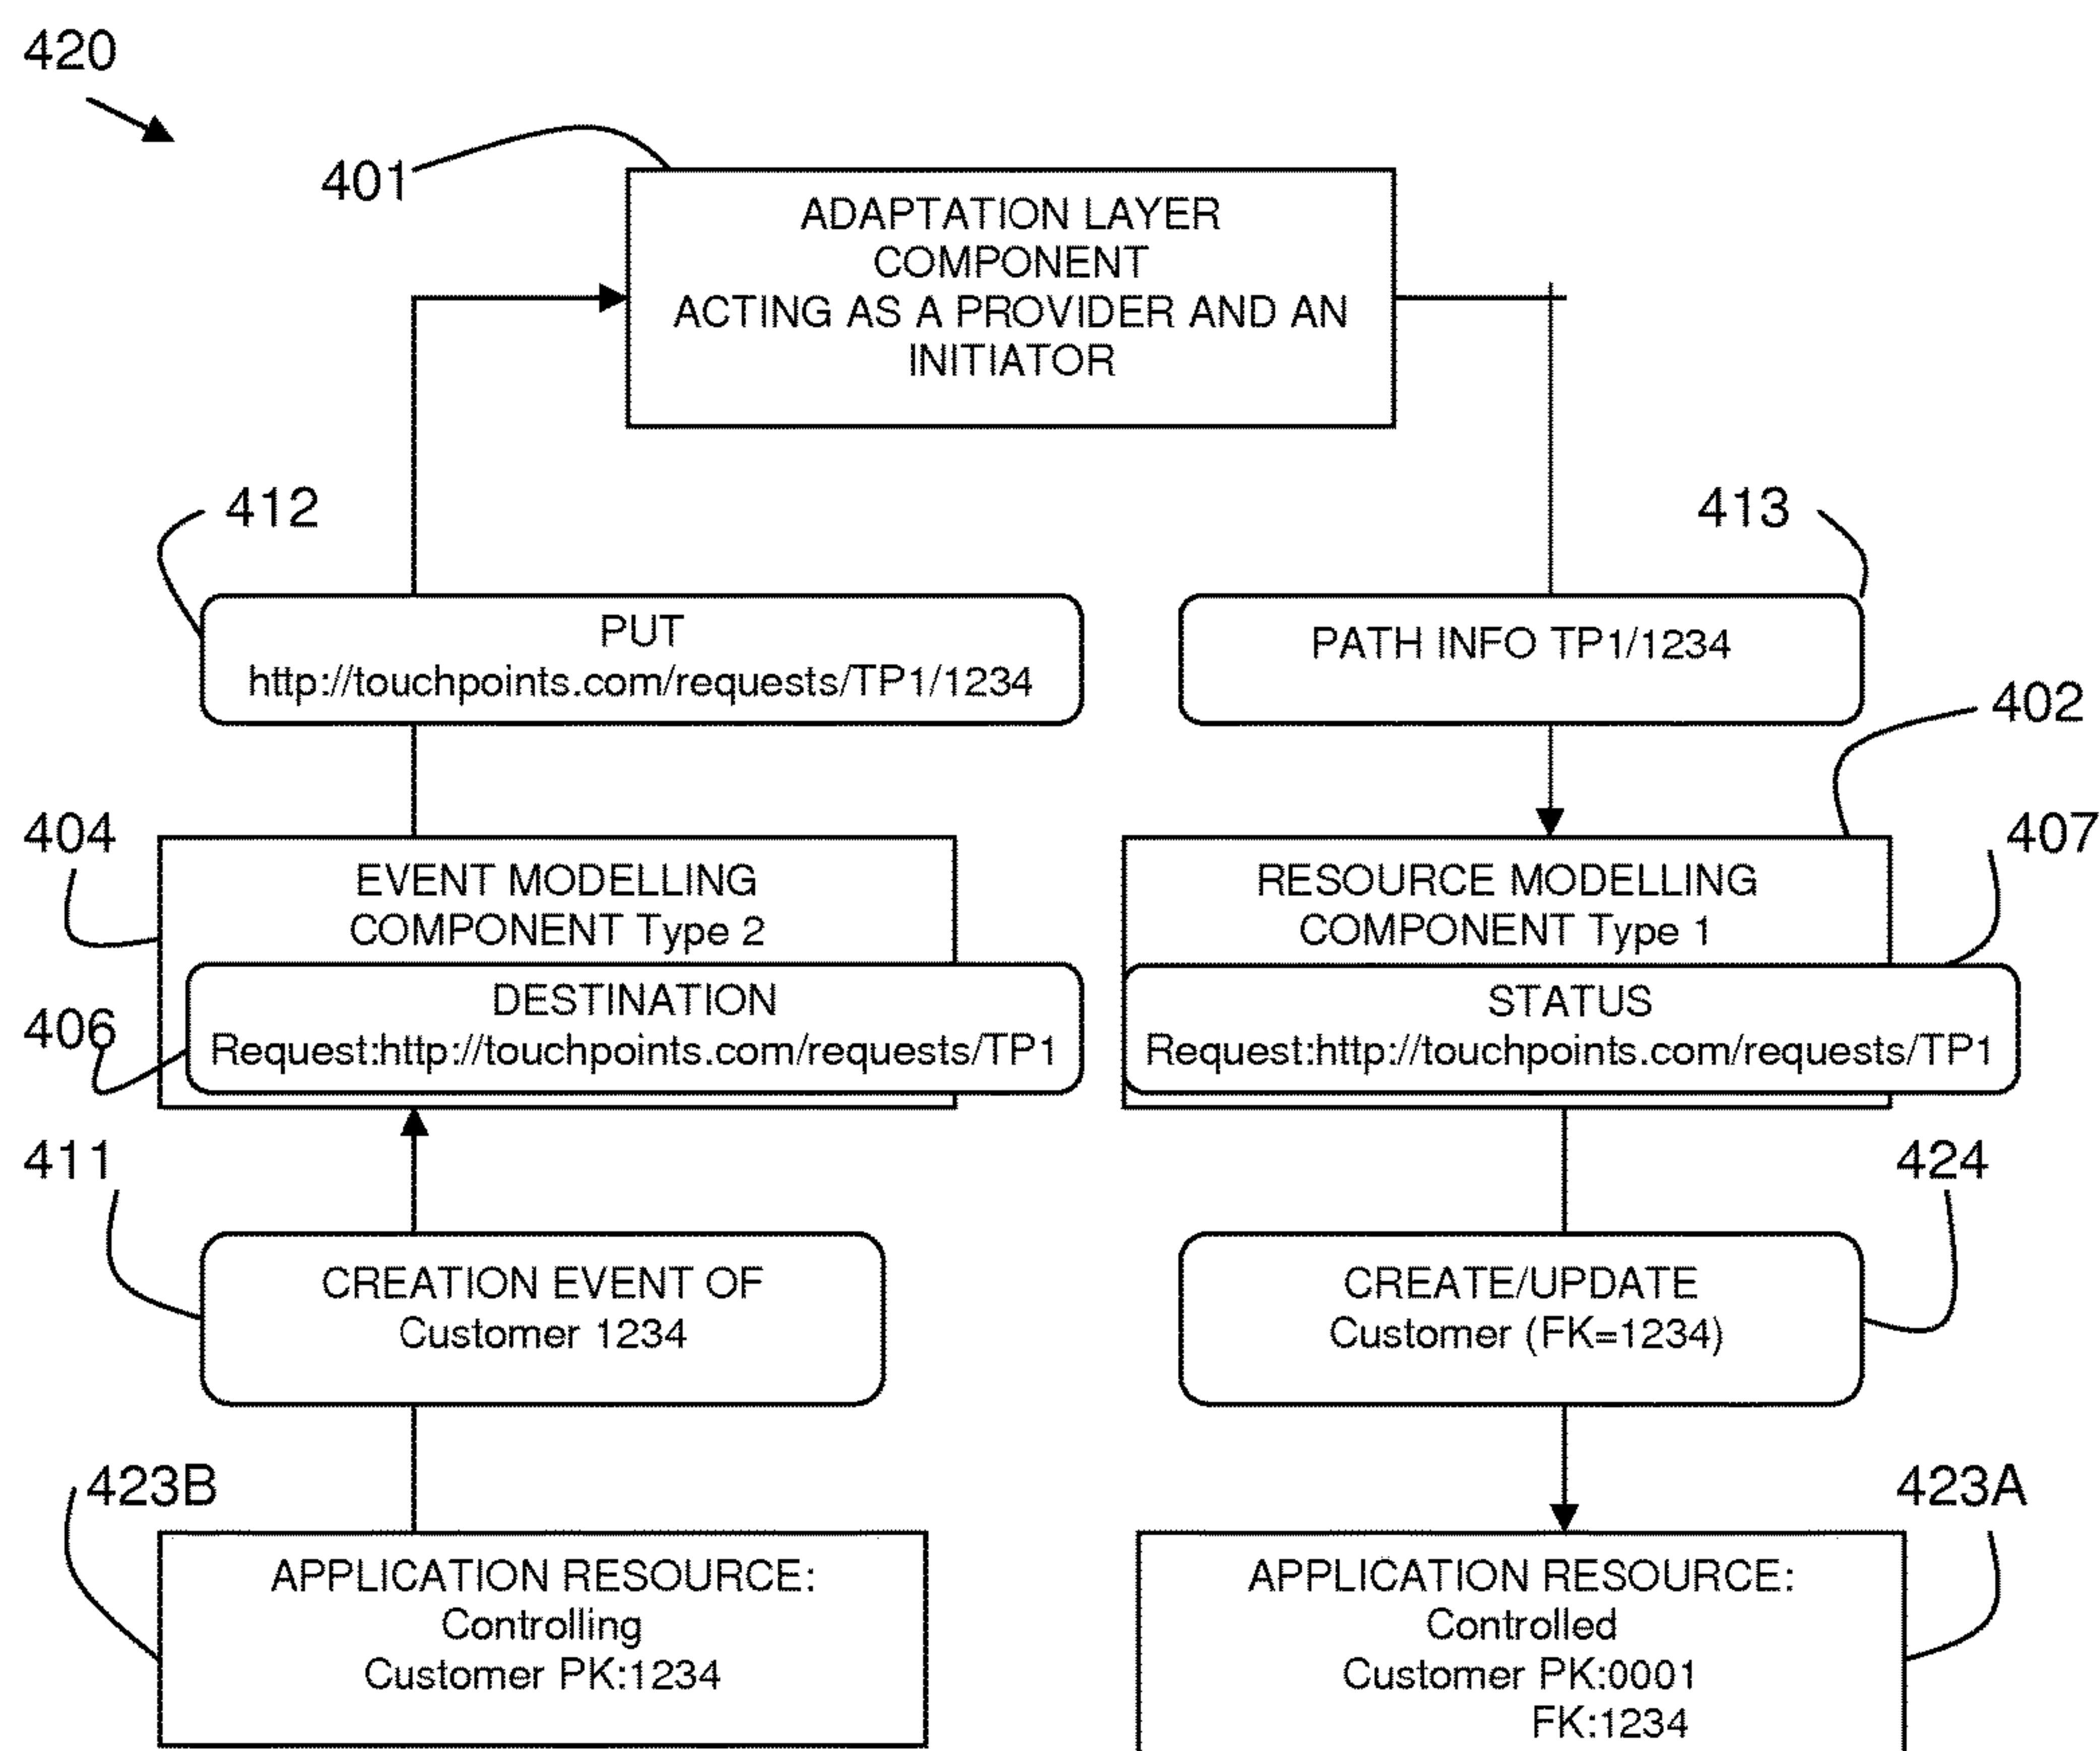 420
401
ADAPTATION LAYER
COMPONENT
ACTING AS A PROVIDER AND AN
INITIATOR
412
413
PUT
http://touchpoints.com/requests/TP1/1234
PATH INFO TP1/1234
402
404
407
EVENT MODELLING
COMPONENT Type 2
RESOURCE MODELLING
COMPONENT Type 1
406
DESTINATION
Request:http://touchpoints.com/requests/TP1
STATUS
Request:http://touchpoints.com/requests/TP1
411
424
CREATION EVENT OF
Customer 1234
CREATE/UPDATE
Customer (FK=1234)
423B
423A
APPLICATION RESOURCE:
Controlling
Customer PK:1234
APPLICATION RESOURCE:
Controlled
Customer PK:0001
FK:1234